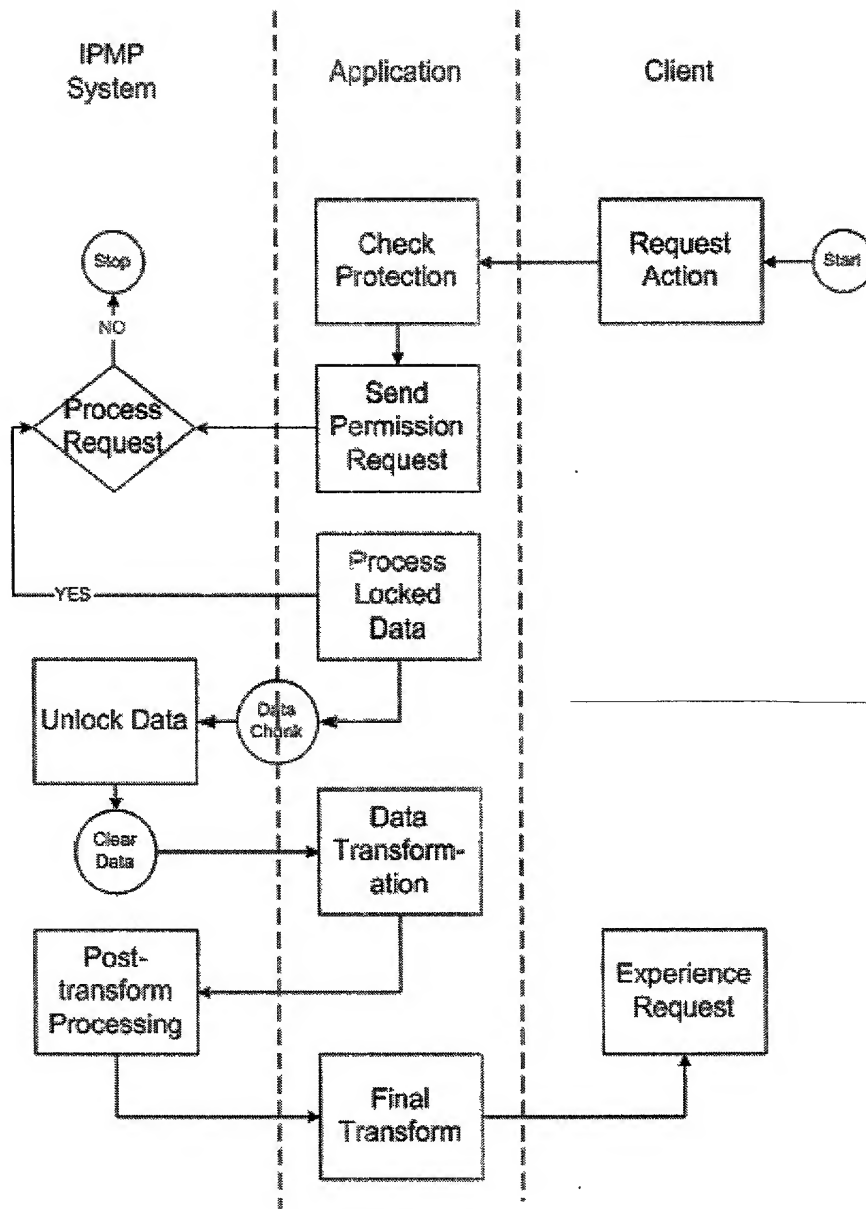 IPMP
System
Application
Client
Check
Protection
Request
Action
Start
Stop
NO
Process
Request
Send
Permission
Request
Process
Locked
Data
YES
Unlock Data
Data
Chunk
Clear
Data
Data
Transform-
ation
Post-
transform
Processing
Experience
Request
Final
Transform